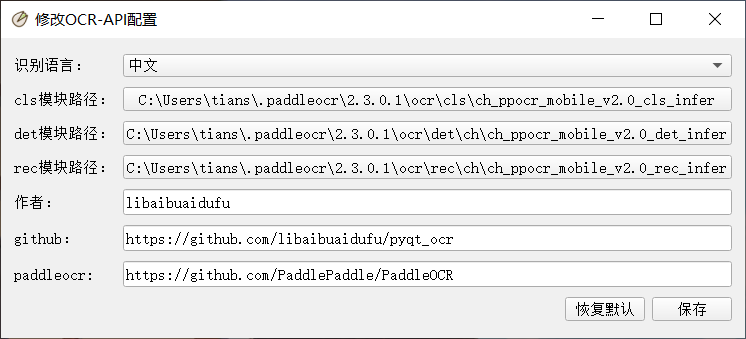 修改OCR-API配置
识别语言： 中文
cls模块路径： C:\Users\tians\.paddleocr\2.3.0.1\ocr\cls\ch_ppocr_mobile_v2.0_cls_infer
det模块路径： C:\Users\tians\.paddleocr\2.3.0.1\ocr\det\ch\ch_ppocr_mobile_v2.0_det_infer
rec模块路径： C:\Users\tians\.paddleocr\2.3.0.1\ocr\rec\ch\ch_ppocr_mobile_v2.0_rec_infer
作者： libaibuaidufu
github： https://github.com/libaibuaidufu/pyqt_ocr
paddleocr: https://github.com/PaddlePaddle/PaddleOCR
恢复默认 保存